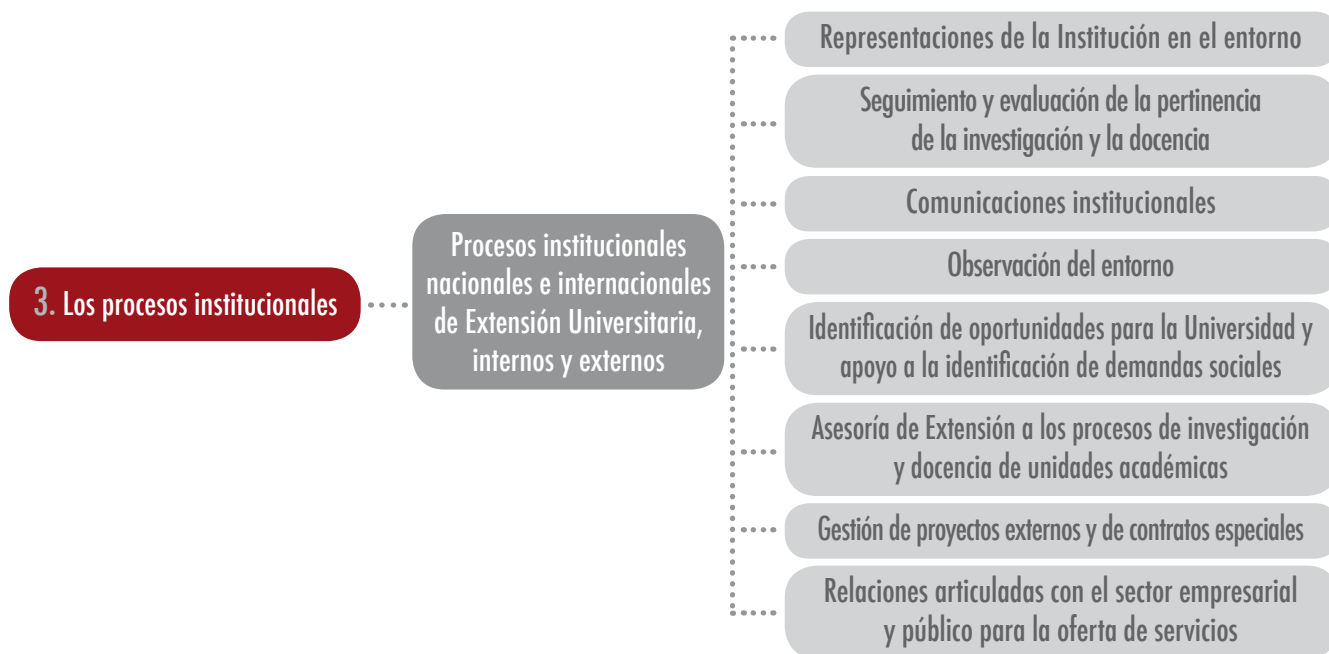 3. Los procesos institucionales
Procesos institucionales
nacionales e internacionales
de Extensión Universitaria,
internos y externos
Representaciones de la Institución en el entorno
Seguimiento y evaluación de la pertinencia
de la investigación y la docencia
Comunicaciones institucionales
Observación del entorno
Identificación de oportunidades para la Universidad y
apoyo a la identificación de demandas sociales
Asesoría de Extensión a los procesos de investigación
y docencia de unidades académicas
Gestión de proyectos externos y de contratos especiales
Relaciones articuladas con el sector empresarial
y público para la oferta de servicios